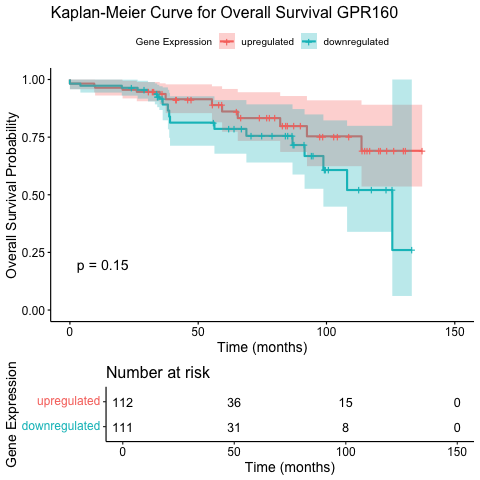 Kaplan-Meier Curve for Overall Survival GPR160
Gene Expression upregulated downregulated
1.00
0.75
0.50
0.25
0.00
Overall Survival Probability
p = 0.15
0 50 100 150
Time (months)
Number at risk
Gene Expression
upregulated 112 36 15 0
downregulated 111 31 8 0
0 50 100 150
Time (months)